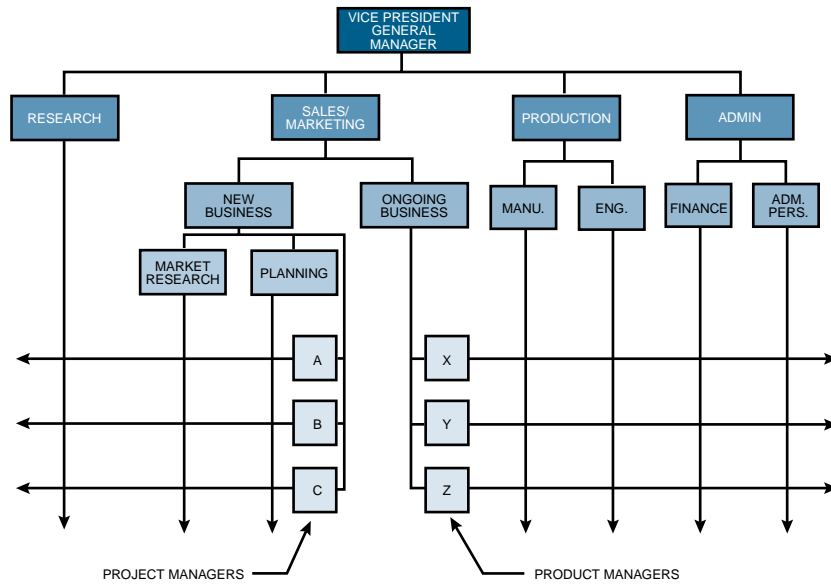 VICE PRESIDENT
GENERAL
MANAGER
RESEARCH
SALES/
MARKETING
PRODUCTION
ADMIN
NEW
BUSINESS
ONGOING
BUSINESS
MANU.
ENG.
FINANCE
ADM.
PERS.
MARKET
RESEARCH
PLANNING
A
X
B
Y
C
Z
PROJECT MANAGERS
PRODUCT MANAGERS